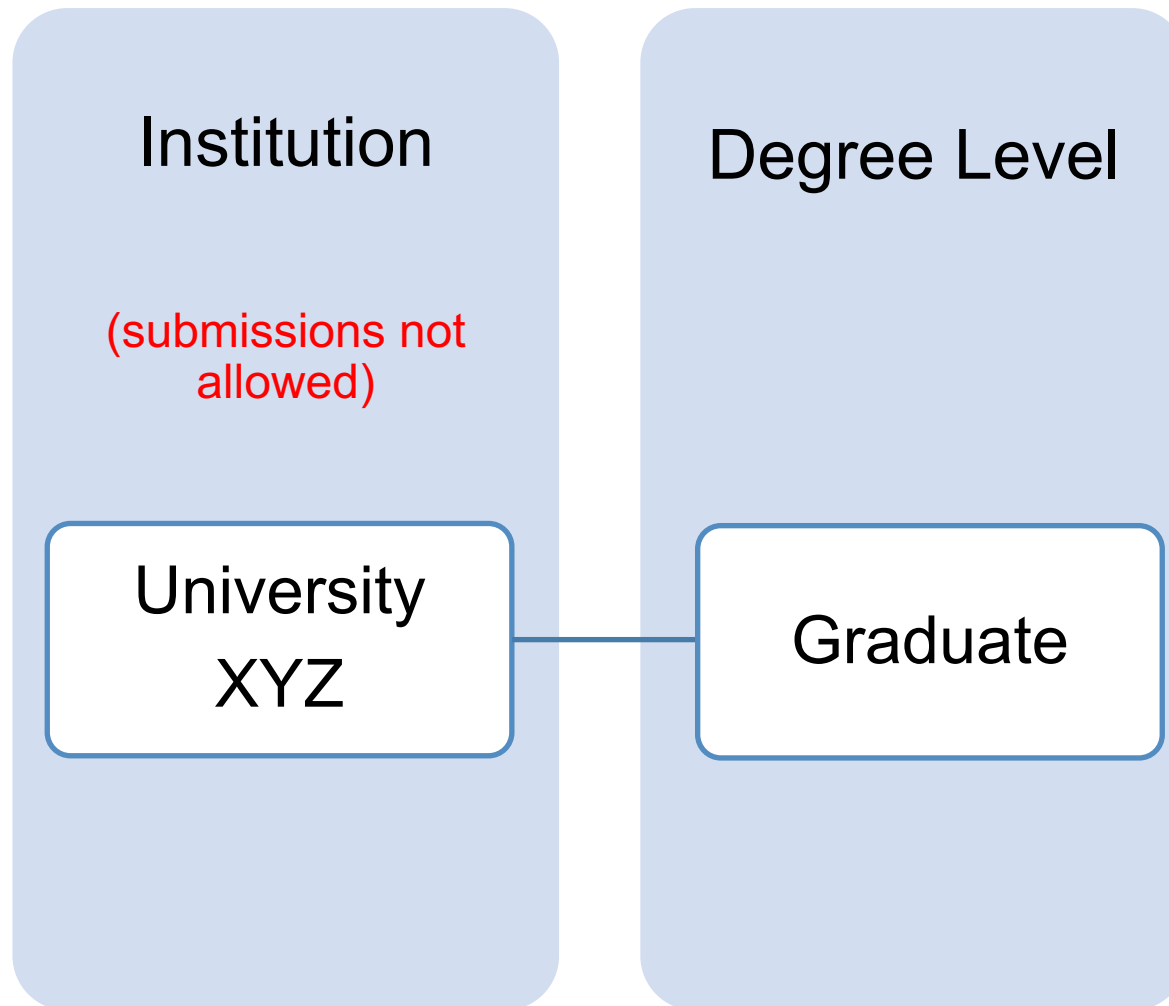 Institution
(submissions not
allowed)
University
XYZ
Degree Level
Graduate